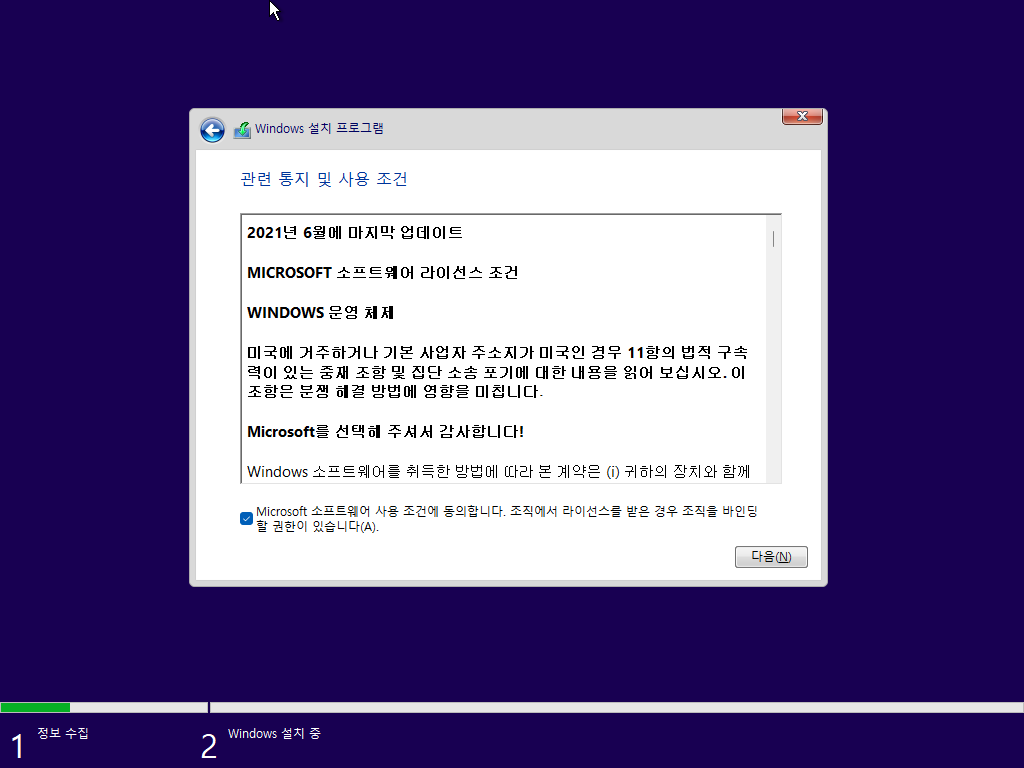 Windows 설치 프로그램
관련 통지 및 사용 조건
2021년 6월에 마지막 업데이트
MICROSOFT 소프트웨어 라이선스 조건
WINDOWS 운영 체제
미국에 거주하거나 기본 사업자 주소지가 미국인 경우 11항의 법적 구속
력이 있는 중재 조항 및 집단 소송 포기에 대한 내용을 읽어 보십시오. 이
조항은 분쟁 해결 방법에 영향을 미칩니다.
Microsoft를 선택해 주셔서 감사합니다!
Windows 소프트웨어를 취득한 방법에 따라 본 계약은 (i) 귀하의 장치와 함께
Microsoft 소프트웨어 사용 조건에 동의합니다. 조직에서 라이선스를 받은 경우 조직을 바인딩
할 권한이 있습니다(A).
다음(N)
1 정보 수집
2 Windows 설치 중